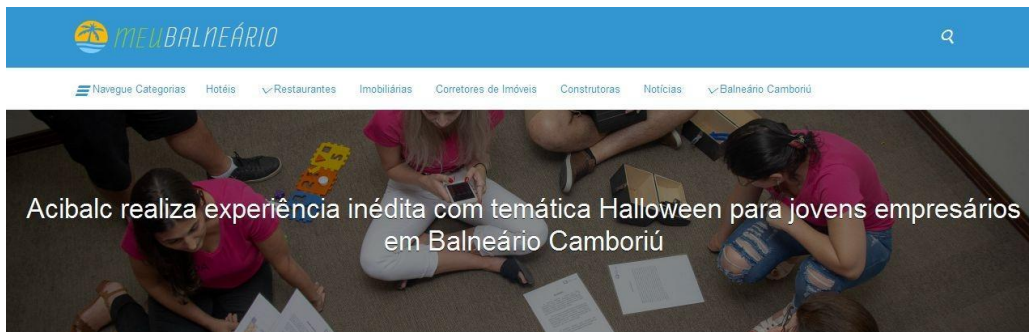 MEUBALNEÁRIO
Navegue Categorias Hotéis Restaurantes Imobiliárias Corretores de Imóveis Construtoras Notícias Balneário Camboriú
Acibalc realiza experiência inédita com temática Halloween para jovens empresários
em Balneário Camboriú